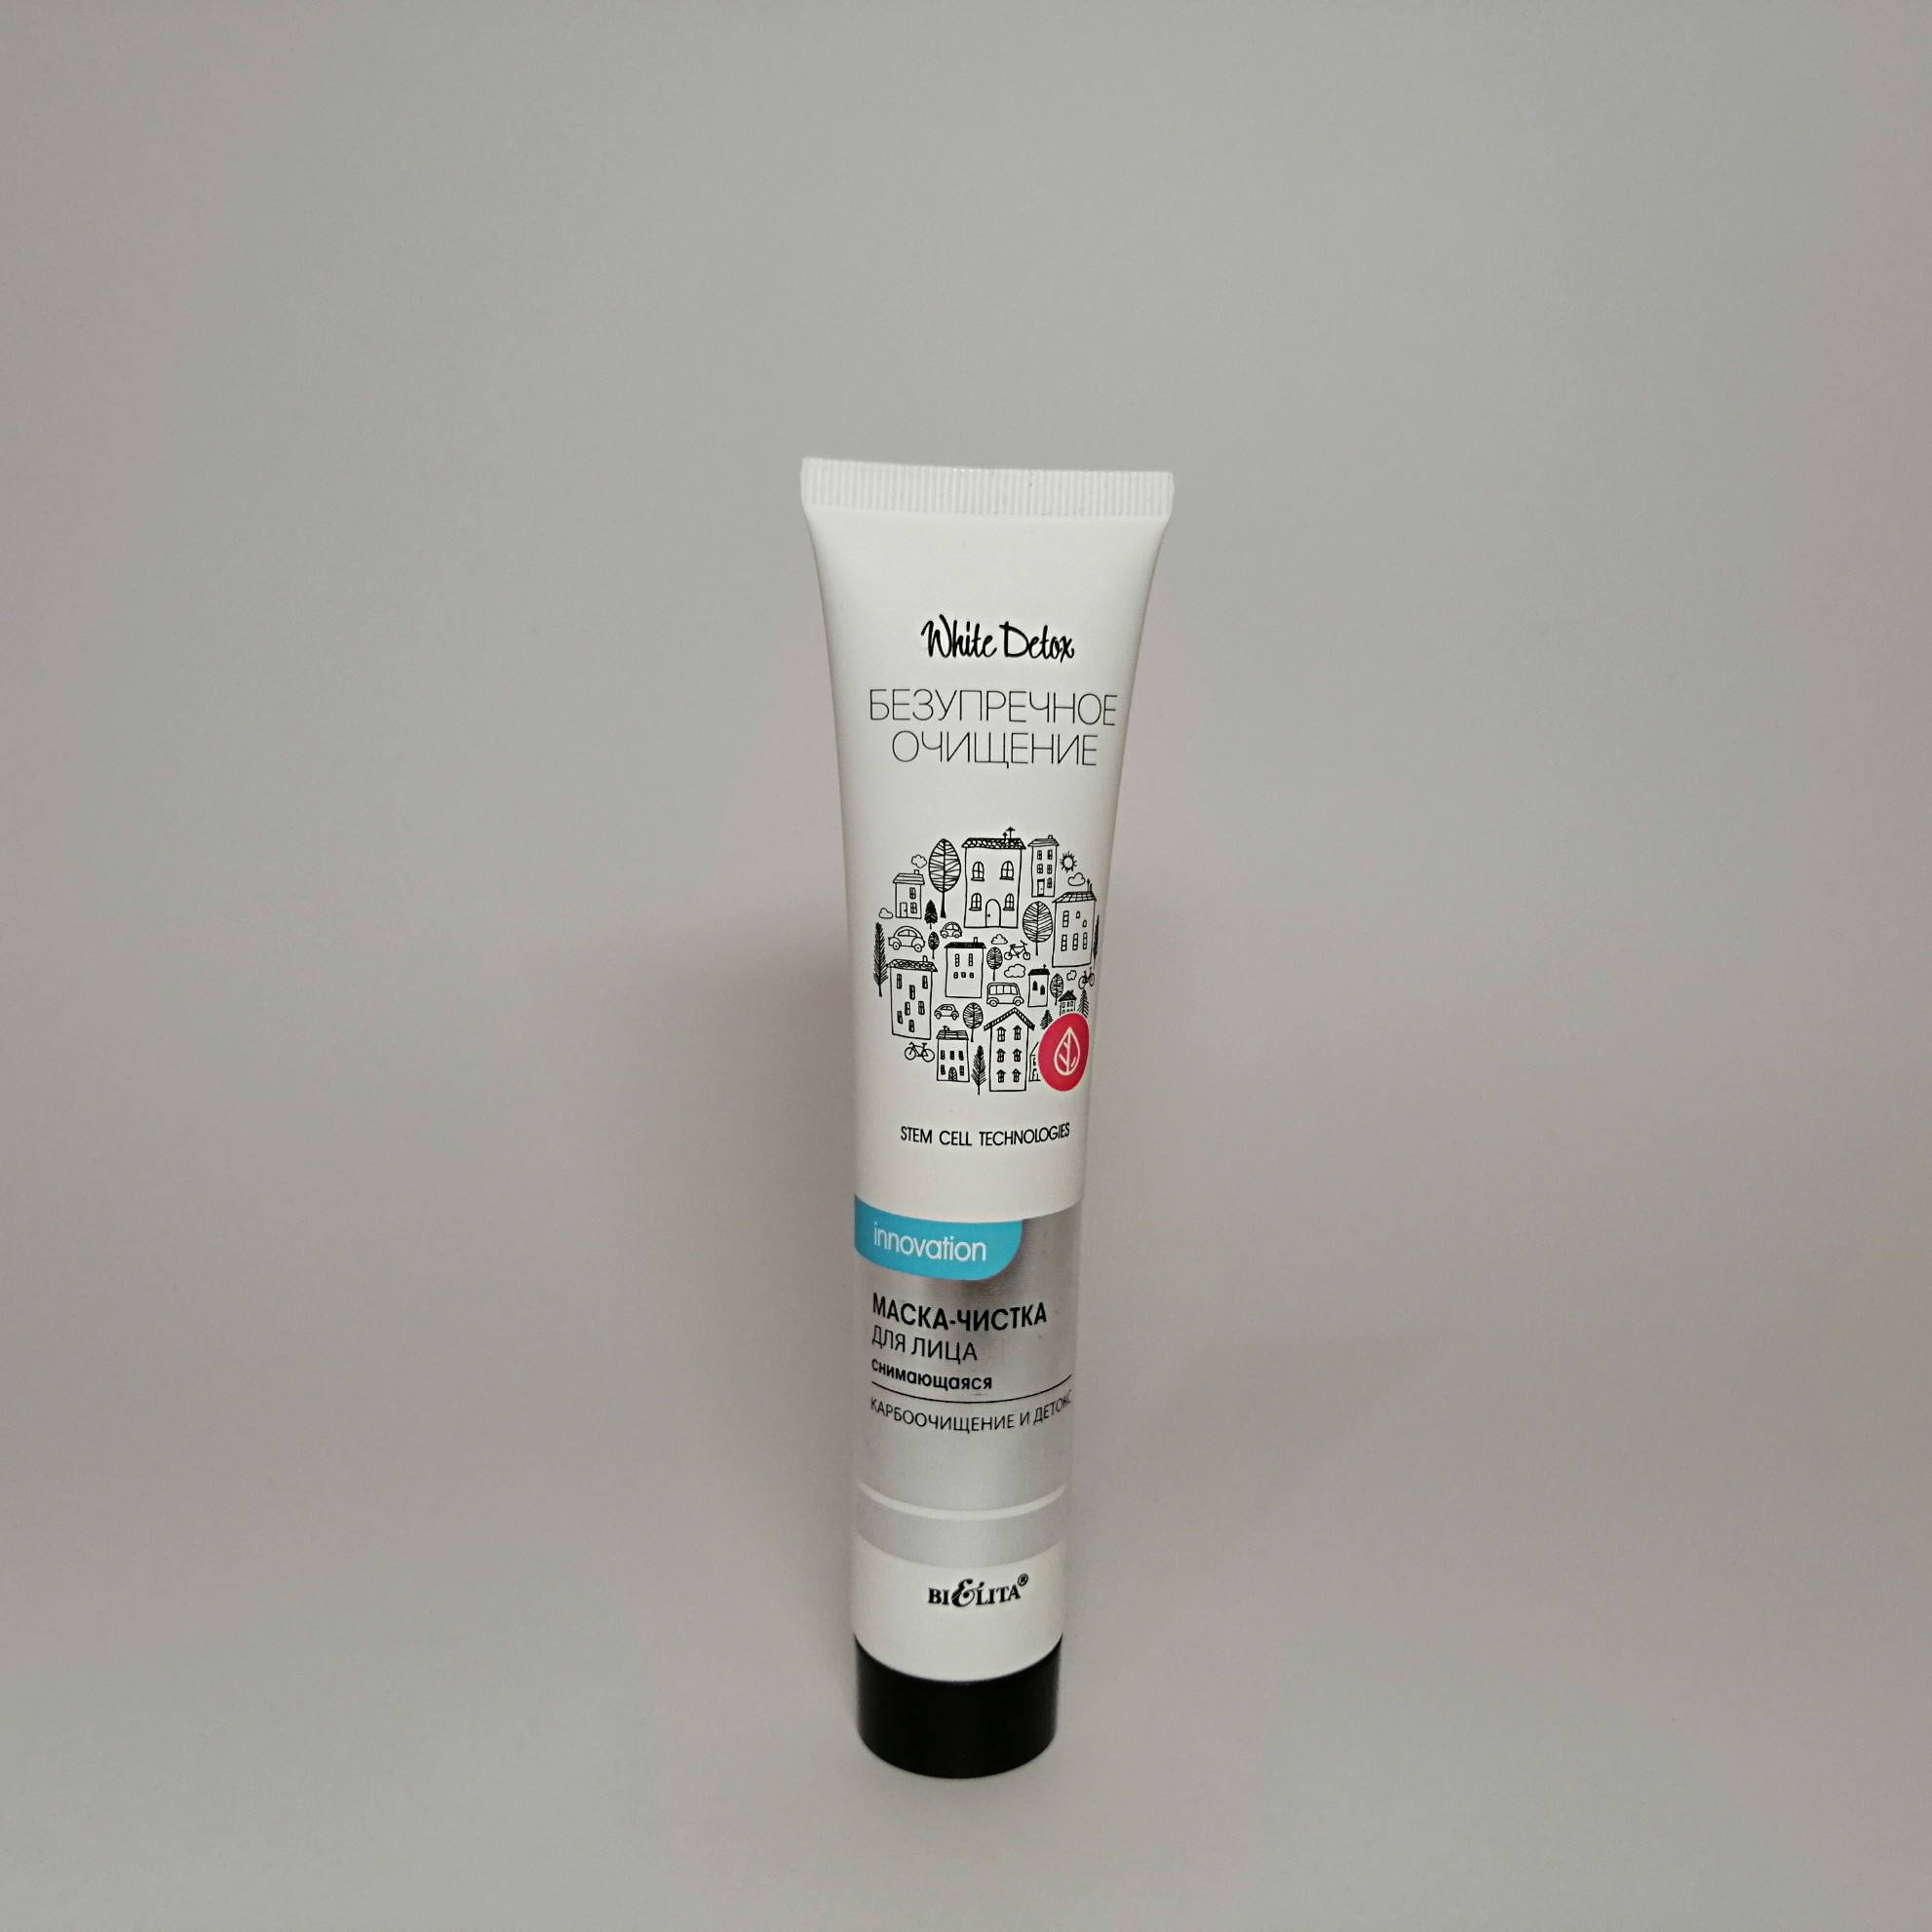 White Detox
БЕЗУПРЕЧНОЕ
ОЧИЩЕНИЕ
STEM CELL TECHNOLOGIES
innovation
МАСКА-ЧИСТКА
ДЛЯ ЛИЦА
снимающаяся
КАРБООЧИЩЕНИЕ И ДЕТОКС
BIELITA®